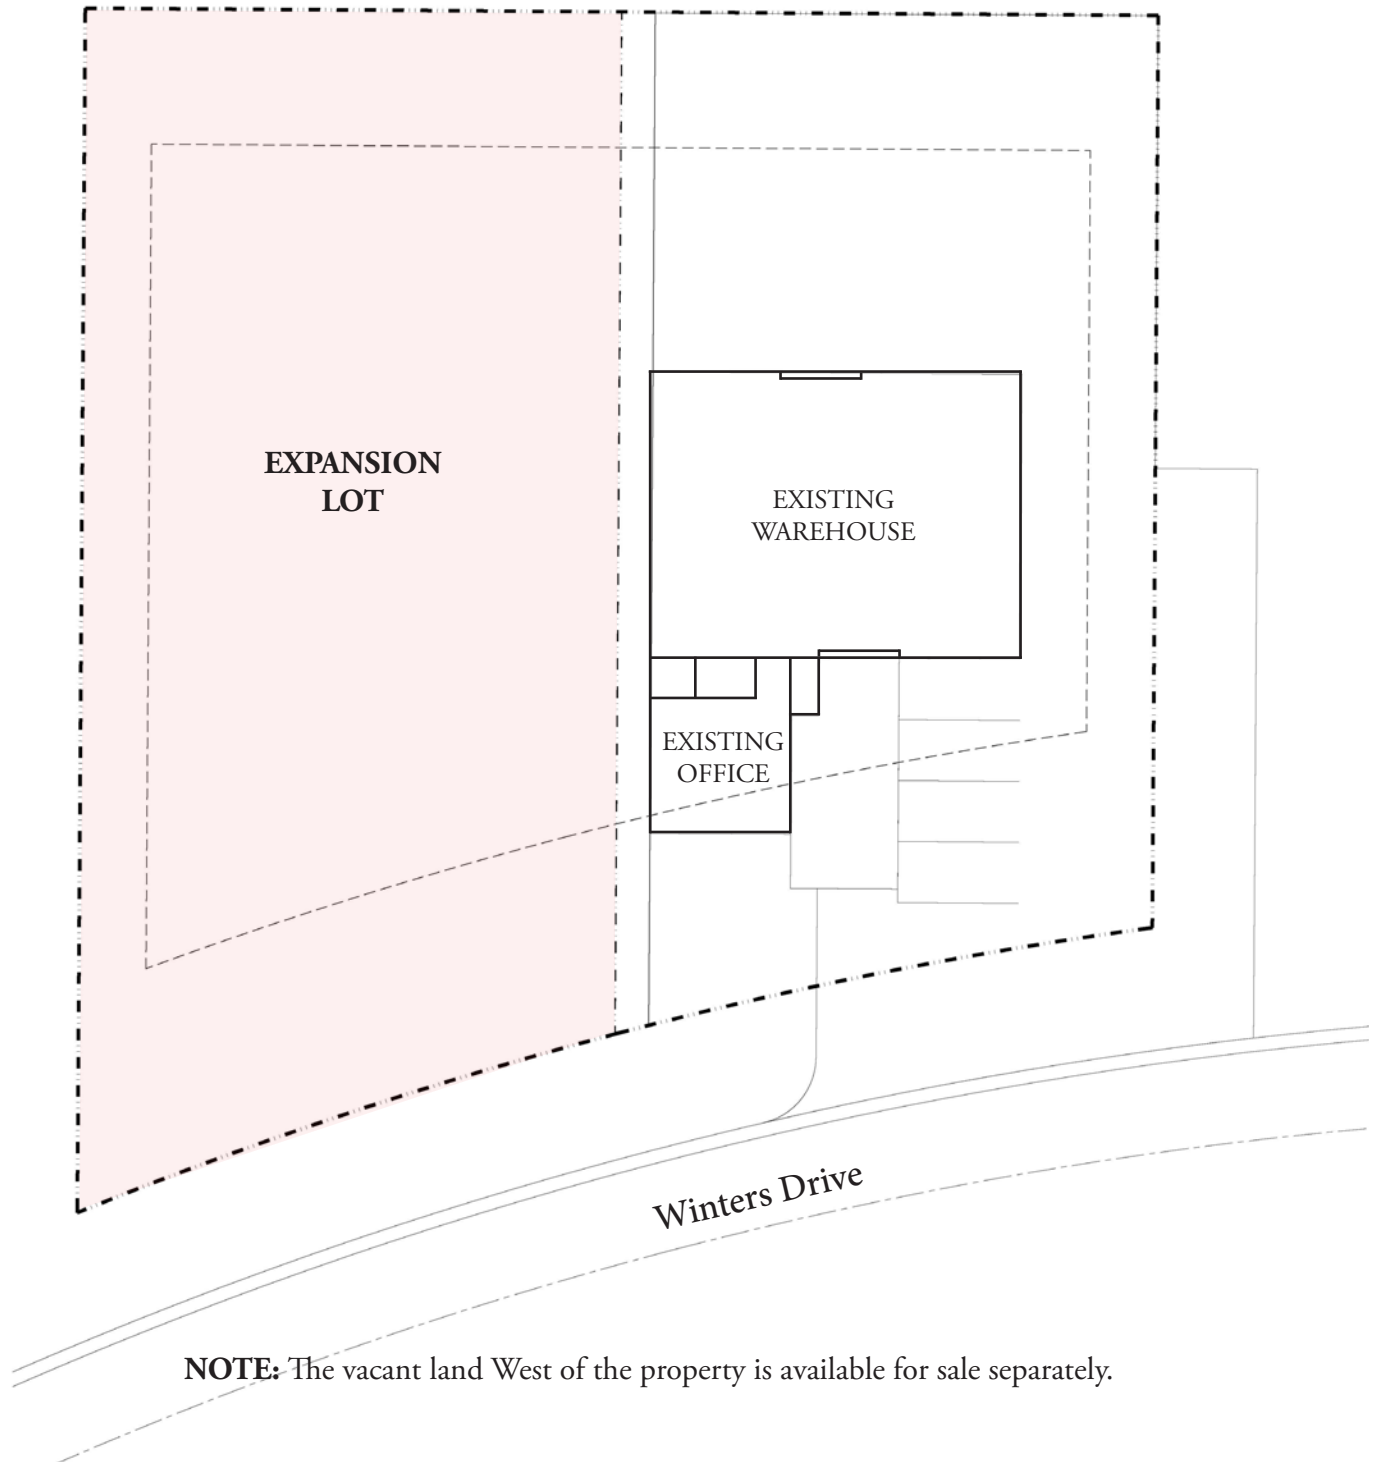 EXPANSION
LOT
EXISTING
WAREHOUSE
EXISTING
OFFICE
Winters Drive
NOTE: The vacant land West of the property is available for sale separately.